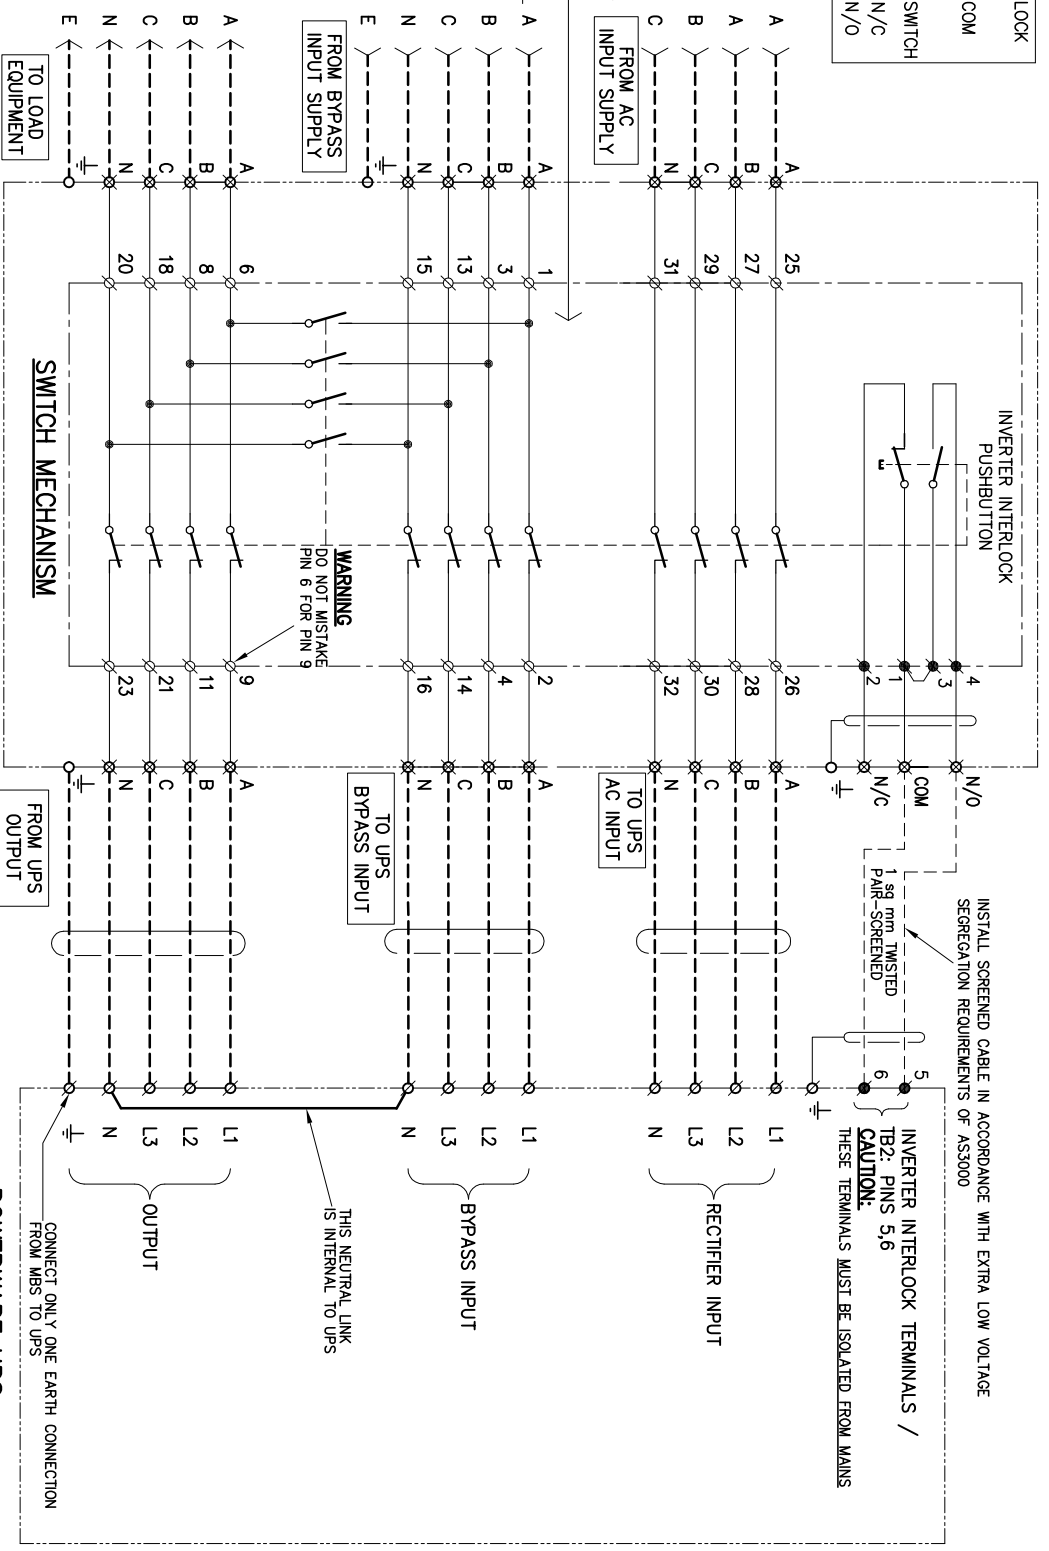 LOCK
COM
SWITCH
N/C
N/O
INVERTER INTERLOCK
PUSHBUTTON
E
4
3
1
2
N/O
COM
N/C
INSTALL SCREENED CABLE IN ACCORDANCE WITH EXTRA LOW VOLTAGE
SEGREGATION REQUIREMENTS OF AS3000
1 sq mm TWISTED
PAIR-SCREENED
5
6
INVERTER INTERLOCK TERMINALS /
TB2: PINS 5,6
CAUTION:
THESE TERMINALS MUST BE ISOLATED FROM MAINS
A A 25 26 A L1
A B 27 28 B L2
B C 29 30 C L3
C N 31 32 N N
FROM AC
INPUT SUPPLY
TO UPS
AC INPUT
RECTIFIER INPUT
A A 1 2 A L1
B B 3 4 B L2
C C 13 14 C L3
N N 15 16 N N
E
FROM BYPASS
INPUT SUPPLY
TO UPS
BYPASS INPUT
BYPASS INPUT
WARNING
DO NOT MISTAKE
PIN 6 FOR PIN 9
THIS NEUTRAL LINK
IS INTERNAL TO UPS
A A 6 9 A L1
B B 8 11 B L2
C C 18 21 C L3
N N 20 23 N N
E
TO LOAD
EQUIPMENT
SWITCH MECHANISM
FROM UPS
OUTPUT
OUTPUT
CONNECT ONLY ONE EARTH CONNECTION
FROM MBS TO UPS
POWERWARE UPS